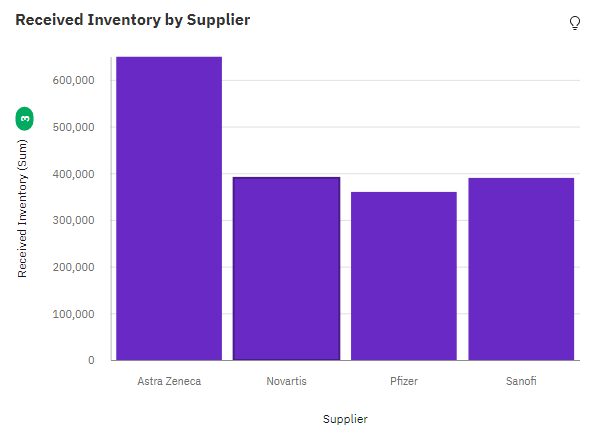 Received Inventory by Supplier
3
Received Inventory (Sum)
600,000
500,000
400,000
300,000
200,000
100,000
0
Astra Zeneca
Novartis
Pfizer
Sanofi
Supplier